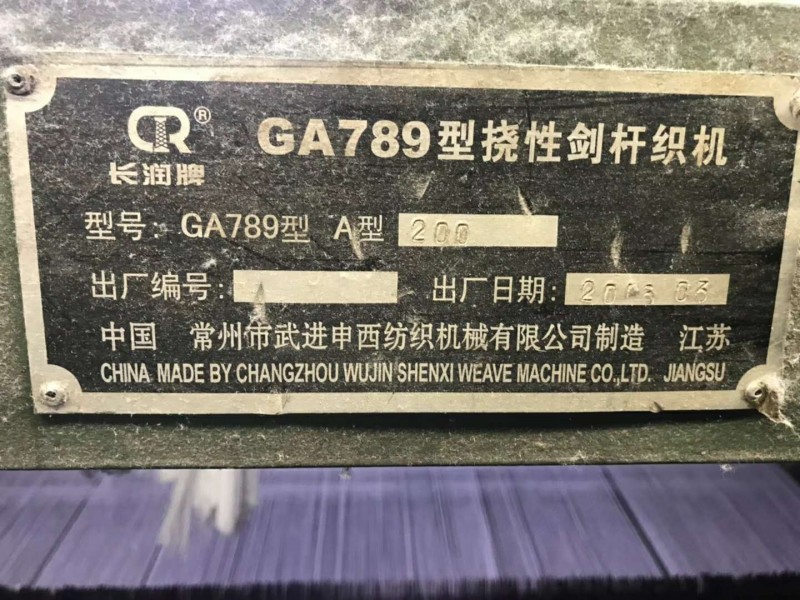 CR®
长润牌
GA789型挠性剑杆织机
型号: GA789型 A型 200
出厂编号:
出厂日期: 03
中国 常州市武进申西纺织机械有限公司制造 江苏
CHINA MADE BY CHANGZHOU WUJIN SHENXI WEAVE MACHINE CO.,LTD. JIANGSU